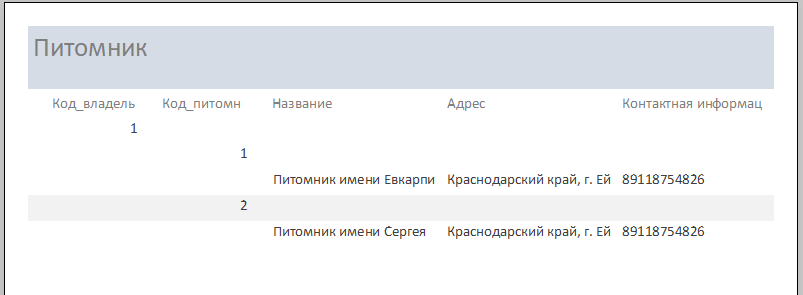 Питомник
Код_владель Код_питомн Название Адрес Контактная информац
1
1
Питомник имени Евкарпи Краснодарский край, г. Ей 89118754826
2
Питомник имени Сергея Краснодарский край, г. Ей 89118754826